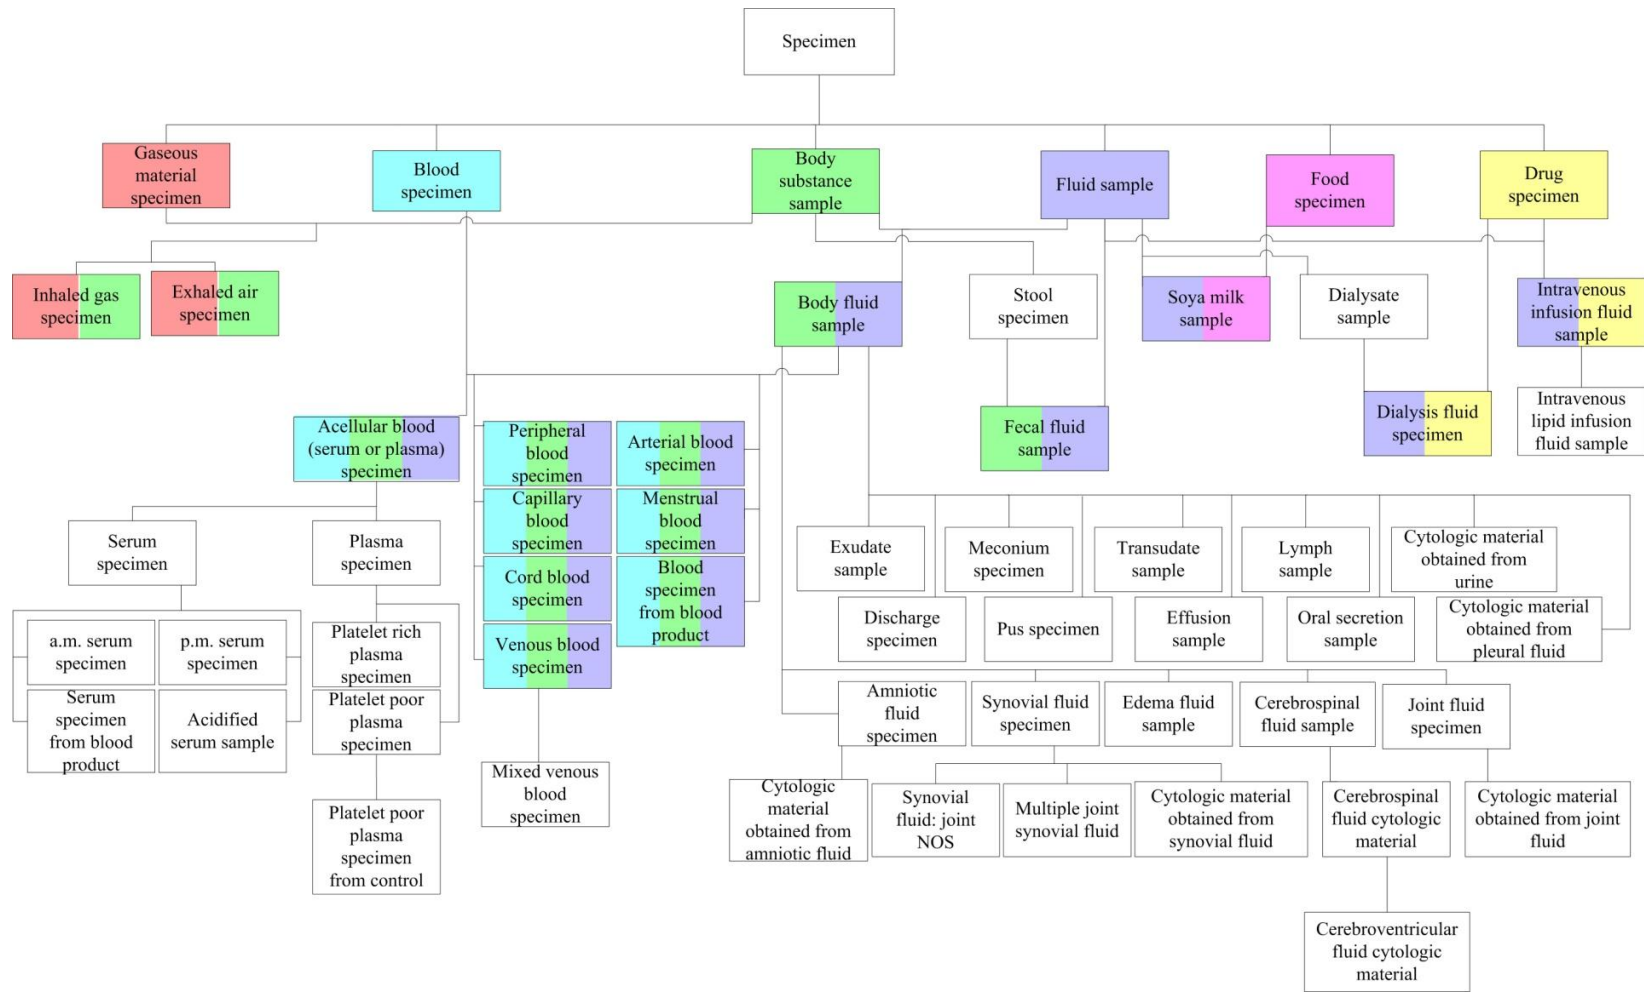 Specimen
Gaseous
material
specimen
Blood
specimen
Body
substance
sample
Fluid sample
Food
specimen
Drug
specimen
Inhaled gas
specimen
Exhaled air
specimen
Body fluid
sample
Stool
specimen
Soya milk
sample
Dialysate
sample
Intravenous
infusion fluid
sample
Acellular blood
(serum or plasma)
specimen
Peripheral
blood
specimen
Arterial blood
specimen
Fecal fluid
sample
Dialysis fluid
specimen
Intravenous
lipid infusion
fluid sample
Capillary
blood
specimen
Menstrual
blood
specimen
Cord blood
specimen
Blood
specimen
from blood
product
Venous blood
specimen
Serum
specimen
Plasma
specimen
Exudate
sample
Meconium
specimen
Transudate
sample
Lymph
sample
Cytologic material
obtained from
urine
Discharge
specimen
Pus specimen
Effusion
sample
Oral secretion
sample
Cytologic material
obtained from
pleural fluid
a.m. serum
specimen
p.m. serum
specimen
Platelet rich
plasma
specimen
Serum
specimen
from blood
product
Acidified
serum sample
Platelet poor
plasma
specimen
Amniotic
fluid
specimen
Synovial fluid
specimen
Edema fluid
sample
Cerebrospinal
fluid sample
Joint fluid
specimen
Mixed venous
blood
specimen
Platelet poor
plasma
specimen
from control
Cytologic
material
obtained from
amniotic fluid
Synovial
fluid: joint
NOS
Multiple joint
synovial fluid
Cytologic material
obtained from
synovial fluid
Cerebrospinal
fluid cytologic
material
Cytologic material
obtained from joint
fluid
Cerebroventricular
fluid cytologic
material